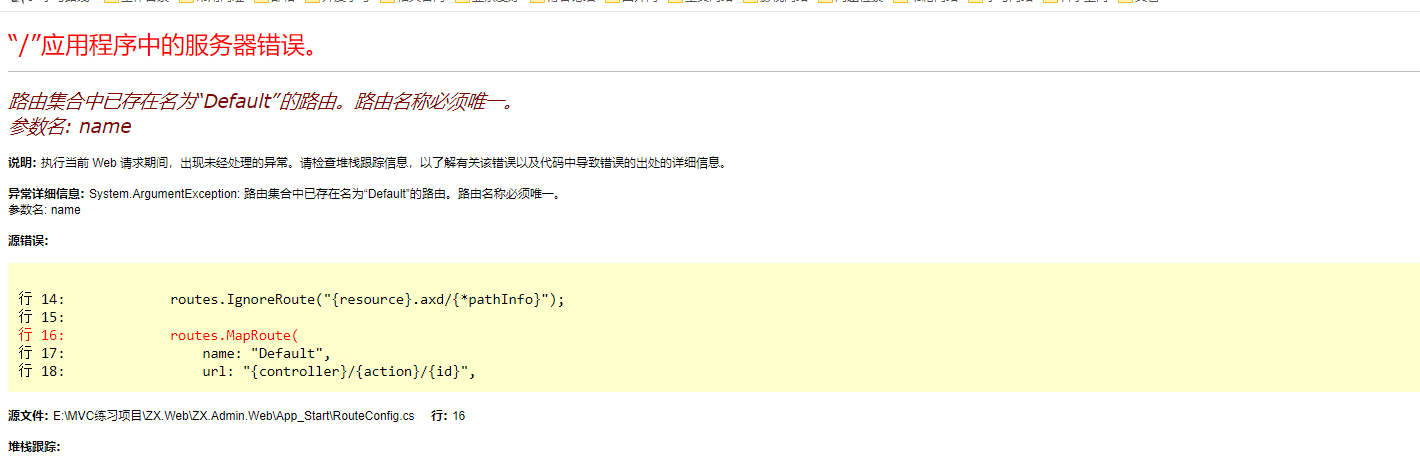 “/”应用程序中的服务器错误。
路由集合中已存在名为“Default”的路由。路由名称必须唯一。
参数名: name
说明: 执行当前 Web 请求期间，出现未经处理的异常。请检查堆栈跟踪信息，以了解有关该错误以及代码中导致错误的出处的详细信息。
异常详细信息: System.ArgumentException: 路由集合中已存在名为“Default”的路由。路由名称必须唯一。
参数名: name
源错误:
行 14: routes.IgnoreRoute("{resource}.axd/{*pathInfo}");
行 15:
行 16: routes.MapRoute(
行 17: name: "Default",
行 18: url: "{controller}/{action}/{id}",
源文件: E:\MVC练习项目\ZX.Web\ZX.Admin.Web\App_Start\RouteConfig.cs 行: 16
堆栈跟踪: